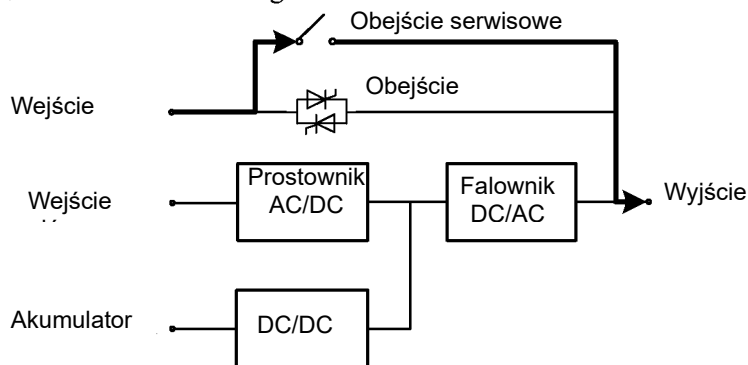 Obejście serwisowe
Obejście
Wejście
Prostownik
AC/DC
Falownik
DC/AC
Wejście
Wyjście
Akumulator
DC/DC